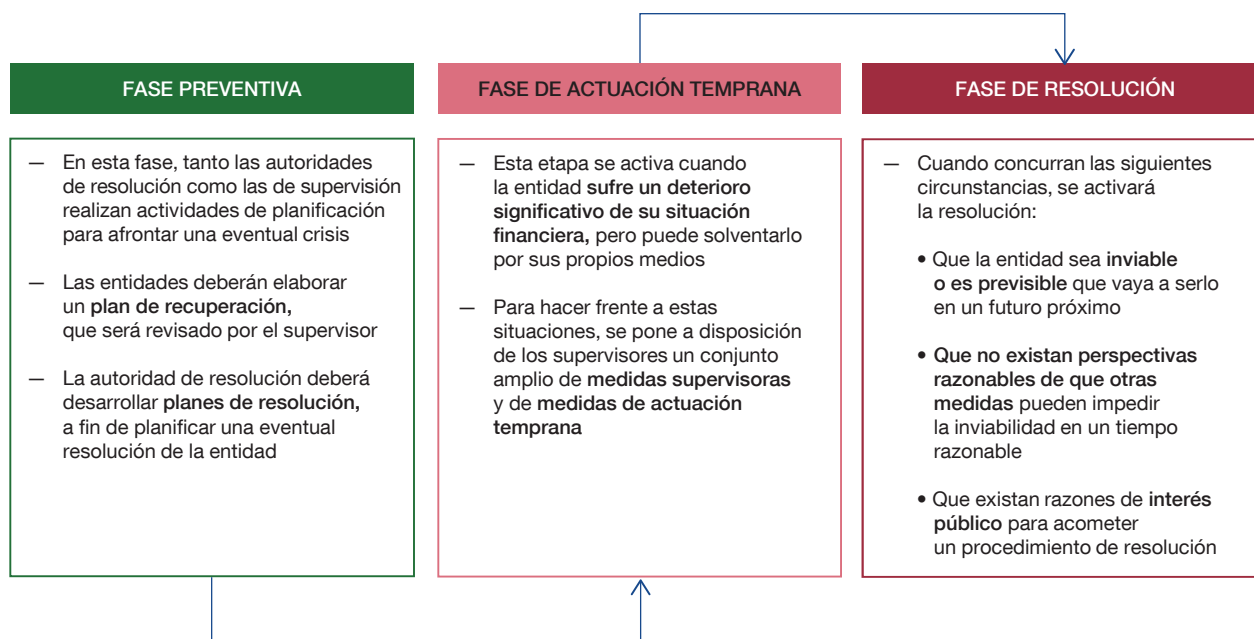 FASE PREVENTIVA
— En esta fase, tanto las autoridades
de resolución como las de supervisión
realizan actividades de planificación
para afrontar una eventual crisis
— Las entidades deberán elaborar
un plan de recuperación,
que será revisado por el supervisor
— La autoridad de resolución deberá
desarrollar planes de resolución,
a fin de planificar una eventual
resolución de la entidad
FASE DE ACTUACIÓN TEMPRANA
— Esta etapa se activa cuando
la entidad sufre un deterioro
significativo de su situación
financiera, pero puede solventarlo
por sus propios medios
— Para hacer frente a estas
situaciones, se pone a disposición
de los supervisores un conjunto
amplio de medidas supervisoras
y de medidas de actuación
temprana
FASE DE RESOLUCIÓN
— Cuando concurran las siguientes
circunstancias, se activará
la resolución:
• Que la entidad sea inviable
o es previsible que vaya a serlo
en un futuro próximo
• Que no existan perspectivas
razonables de que otras
medidas pueden impedir
la inviabilidad en un tiempo
razonable
• Que existan razones de interés
público para acometer
un procedimiento de resolución